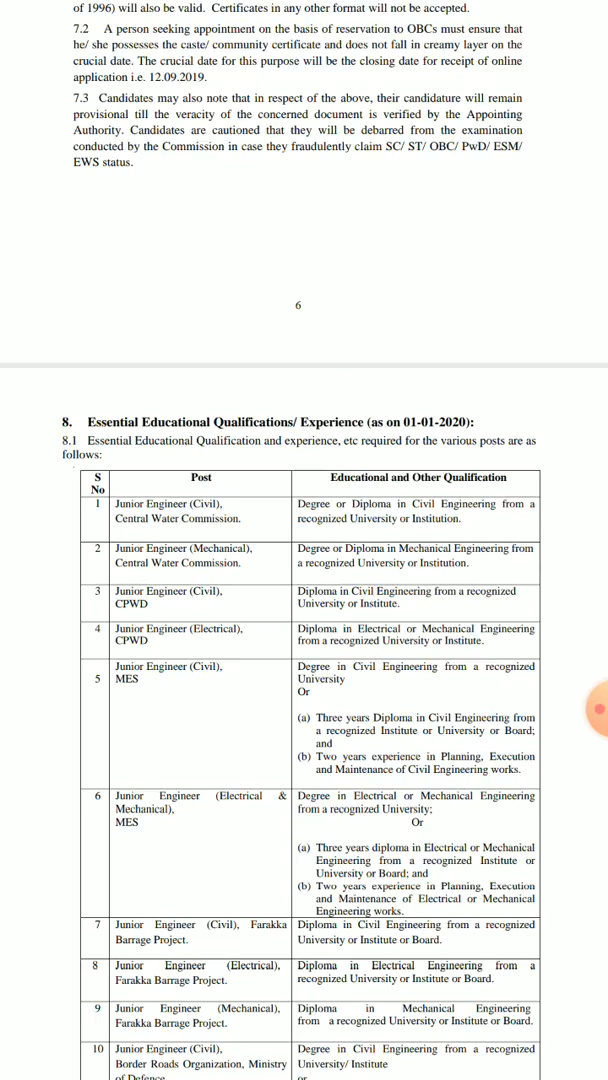 of 1996) will also be valid. Certificates in any other format will not be accepted.
7.2 A person seeking appointment on the basis of reservation to OBCs must ensure that
he/ she possesses the caste/ community certificate and does not fall in creamy layer on the
crucial date. The crucial date for this purpose will be the closing date for receipt of online
application i.e. 12.09.2019.
7.3 Candidates may also note that in respect of the above, their candidature will remain
provisional till the veracity of the concerned document is verified by the Appointing
Authority. Candidates are cautioned that they will be debarred from the examination
conducted by the Commission in case they fraudulently claim SC/ ST/ OBC/ PwD/ ESM/
EWS status.
6
8. Essential Educational Qualifications/ Experience (as on 01-01-2020):
8.1 Essential Educational Qualification and experience, etc required for the various posts are as
follows:
S No Post Educational and Other Qualification
1 Junior Engineer (Civil),
Central Water Commission.
Degree or Diploma in Civil Engineering from a
recognized University or Institution.
2 Junior Engineer (Mechanical),
Central Water Commission.
Degree or Diploma in Mechanical Engineering from
a recognized University or Institution.
3 Junior Engineer (Civil),
CPWD
Diploma in Civil Engineering from a recognized
University or Institute.
4 Junior Engineer (Electrical),
CPWD
Diploma in Electrical or Mechanical Engineering
from a recognized University or Institute.
5 Junior Engineer (Civil),
MES
Degree in Civil Engineering from a recognized
University
Or
(a) Three years Diploma in Civil Engineering from
a recognized Institute or University or Board;
and
(b) Two years experience in Planning, Execution
and Maintenance of Civil Engineering works.
6 Junior Engineer (Electrical &
Mechanical),
MES
Degree in Electrical or Mechanical Engineering
from a recognized University;
Or
(a) Three years diploma in Electrical or Mechanical
Engineering from a recognized Institute or
University or Board; and
(b) Two years experience in Planning, Execution
and Maintenance of Electrical or Mechanical
Engineering works.
7 Junior Engineer (Civil), Farakka
Barrage Project.
Diploma in Civil Engineering from a recognized
University or Institute or Board.
8 Junior Engineer (Electrical),
Farakka Barrage Project.
Diploma in Electrical Engineering from a
recognized University or Institute or Board.
9 Junior Engineer (Mechanical),
Farakka Barrage Project.
Diploma in Mechanical Engineering
from a recognized University or Institute or Board.
10 Junior Engineer (Civil),
Border Roads Organization, Ministry
of Defence
Degree in Civil Engineering from a recognized
University/ Institute
or